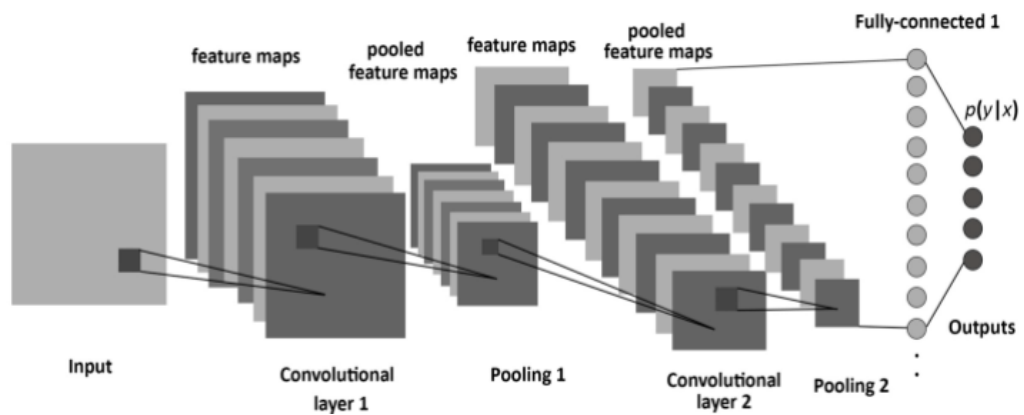 Fully-connected 1
feature maps
pooled
feature maps
feature maps
pooled
feature maps
p(y|x)
Input
Convolutional
layer 1
Pooling 1
Convolutional
layer 2
Pooling 2
Outputs